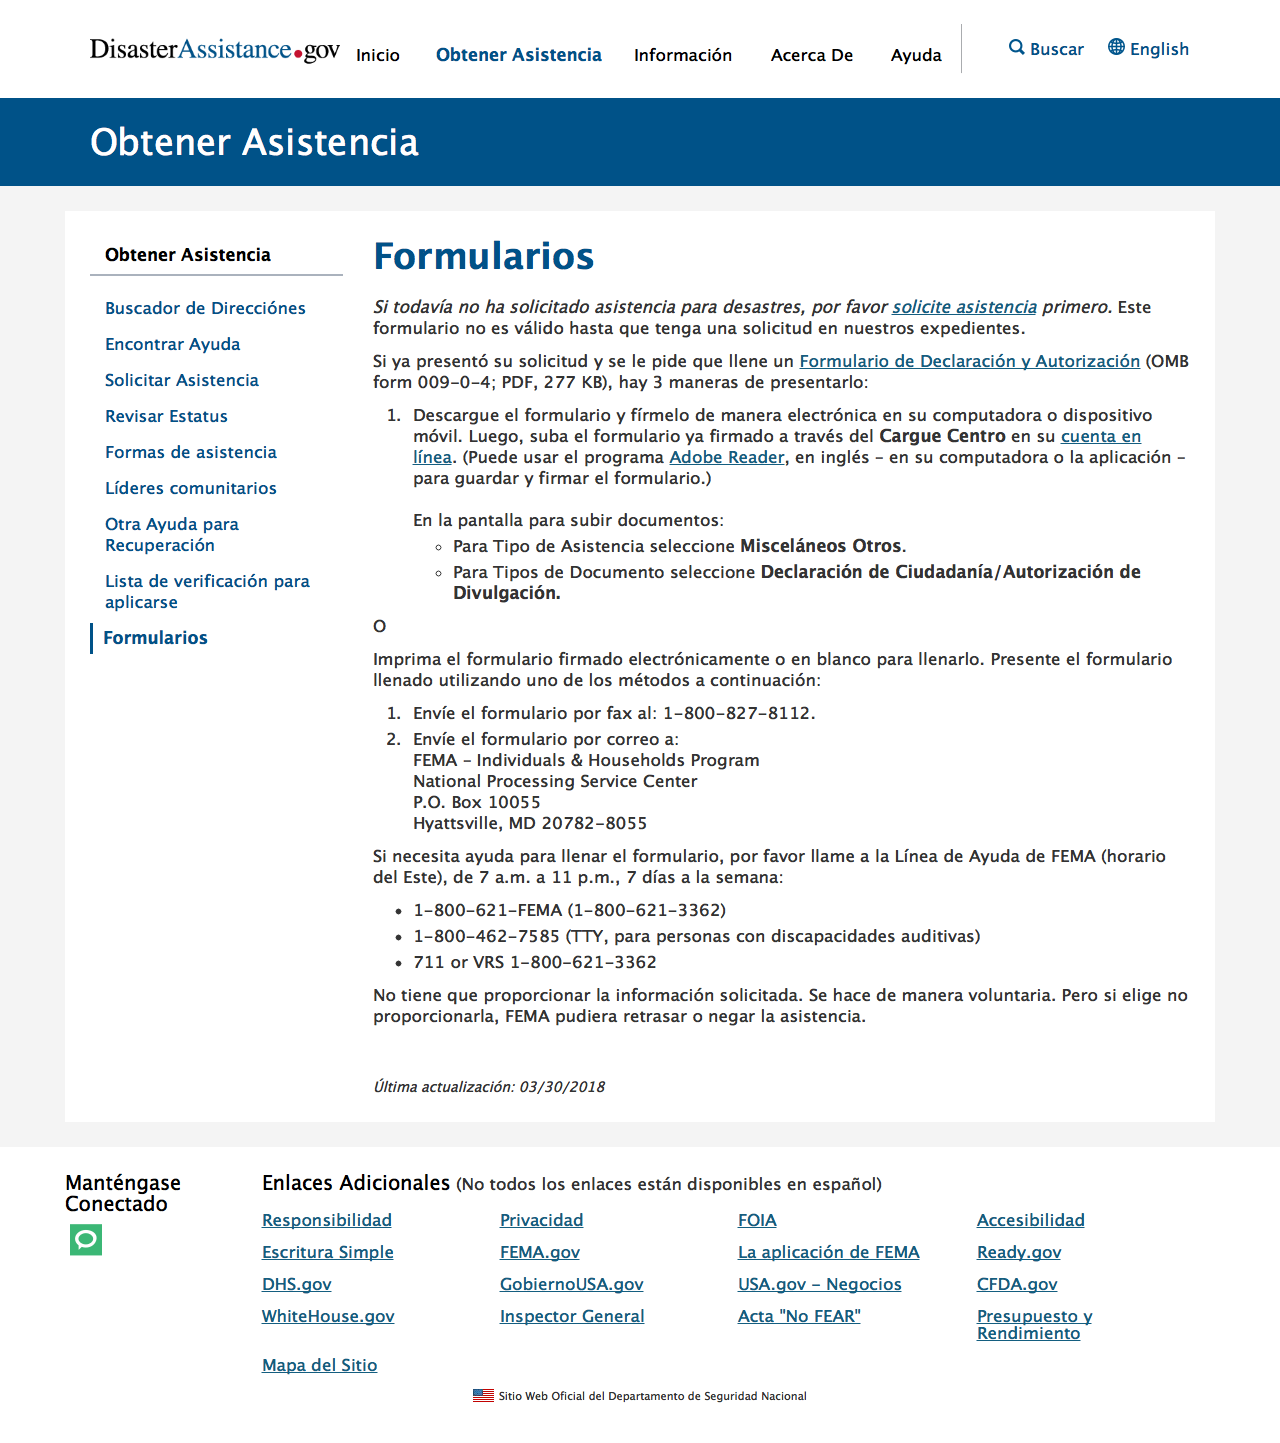 DisasterAssistance.gov
Inicio
Obtener Asistencia
Información
Acerca De
Ayuda
Buscar
English
Obtener Asistencia
Obtener Asistencia
Buscador de Direcciónes
Encontrar Ayuda
Solicitar Asistencia
Revisar Estatus
Formas de asistencia
Líderes comunitarios
Otra Ayuda para
Recuperación
Lista de verificación para
aplicarse
Formularios
Formularios
Si todavía no ha solicitado asistencia para desastres, por favor solicite asistencia primero. Este
formulario no es válido hasta que tenga una solicitud en nuestros expedientes.
Si ya presentó su solicitud y se le pide que llene un Formulario de Declaración y Autorización (OMB
form 009-0-4; PDF, 277 KB), hay 3 maneras de presentarlo:
1. Descargue el formulario y fírmelo de manera electrónica en su computadora o dispositivo
móvil. Luego, suba el formulario ya firmado a través del Cargue Centro en su cuenta en
línea. (Puede usar el programa Adobe Reader, en inglés – en su computadora o la aplicación –
para guardar y firmar el formulario.)
En la pantalla para subir documentos:
◦ Para Tipo de Asistencia seleccione Misceláneos Otros.
◦ Para Tipos de Documento seleccione Declaración de Ciudadanía/Autorización de
Divulgación.
O
Imprima el formulario firmado electrónicamente o en blanco para llenarlo. Presente el formulario
llenado utilizando uno de los métodos a continuación:
1. Envíe el formulario por fax al: 1-800-827-8112.
2. Envíe el formulario por correo a:
FEMA – Individuals & Households Program
National Processing Service Center
P.O. Box 10055
Hyattsville, MD 20782-8055
Si necesita ayuda para llenar el formulario, por favor llame a la Línea de Ayuda de FEMA (horario
del Este), de 7 a.m. a 11 p.m., 7 días a la semana:
• 1-800-621-FEMA (1-800-621-3362)
• 1-800-462-7585 (TTY, para personas con discapacidades auditivas)
• 711 or VRS 1-800-621-3362
No tiene que proporcionar la información solicitada. Se hace de manera voluntaria. Pero si elige no
proporcionarla, FEMA pudiera retrasar o negar la asistencia.
Última actualización: 03/30/2018
Manténgase
Conectado
Enlaces Adicionales (No todos los enlaces están disponibles en español)
Responsibilidad
Privacidad
FOIA
Accesibilidad
Escritura Simple
FEMA.gov
La aplicación de FEMA
Ready.gov
DHS.gov
GobiernoUSA.gov
USA.gov – Negocios
CFDA.gov
WhiteHouse.gov
Inspector General
Acta "No FEAR"
Presupuesto y
Rendimiento
Mapa del Sitio
Sitio Web Oficial del Departamento de Seguridad Nacional